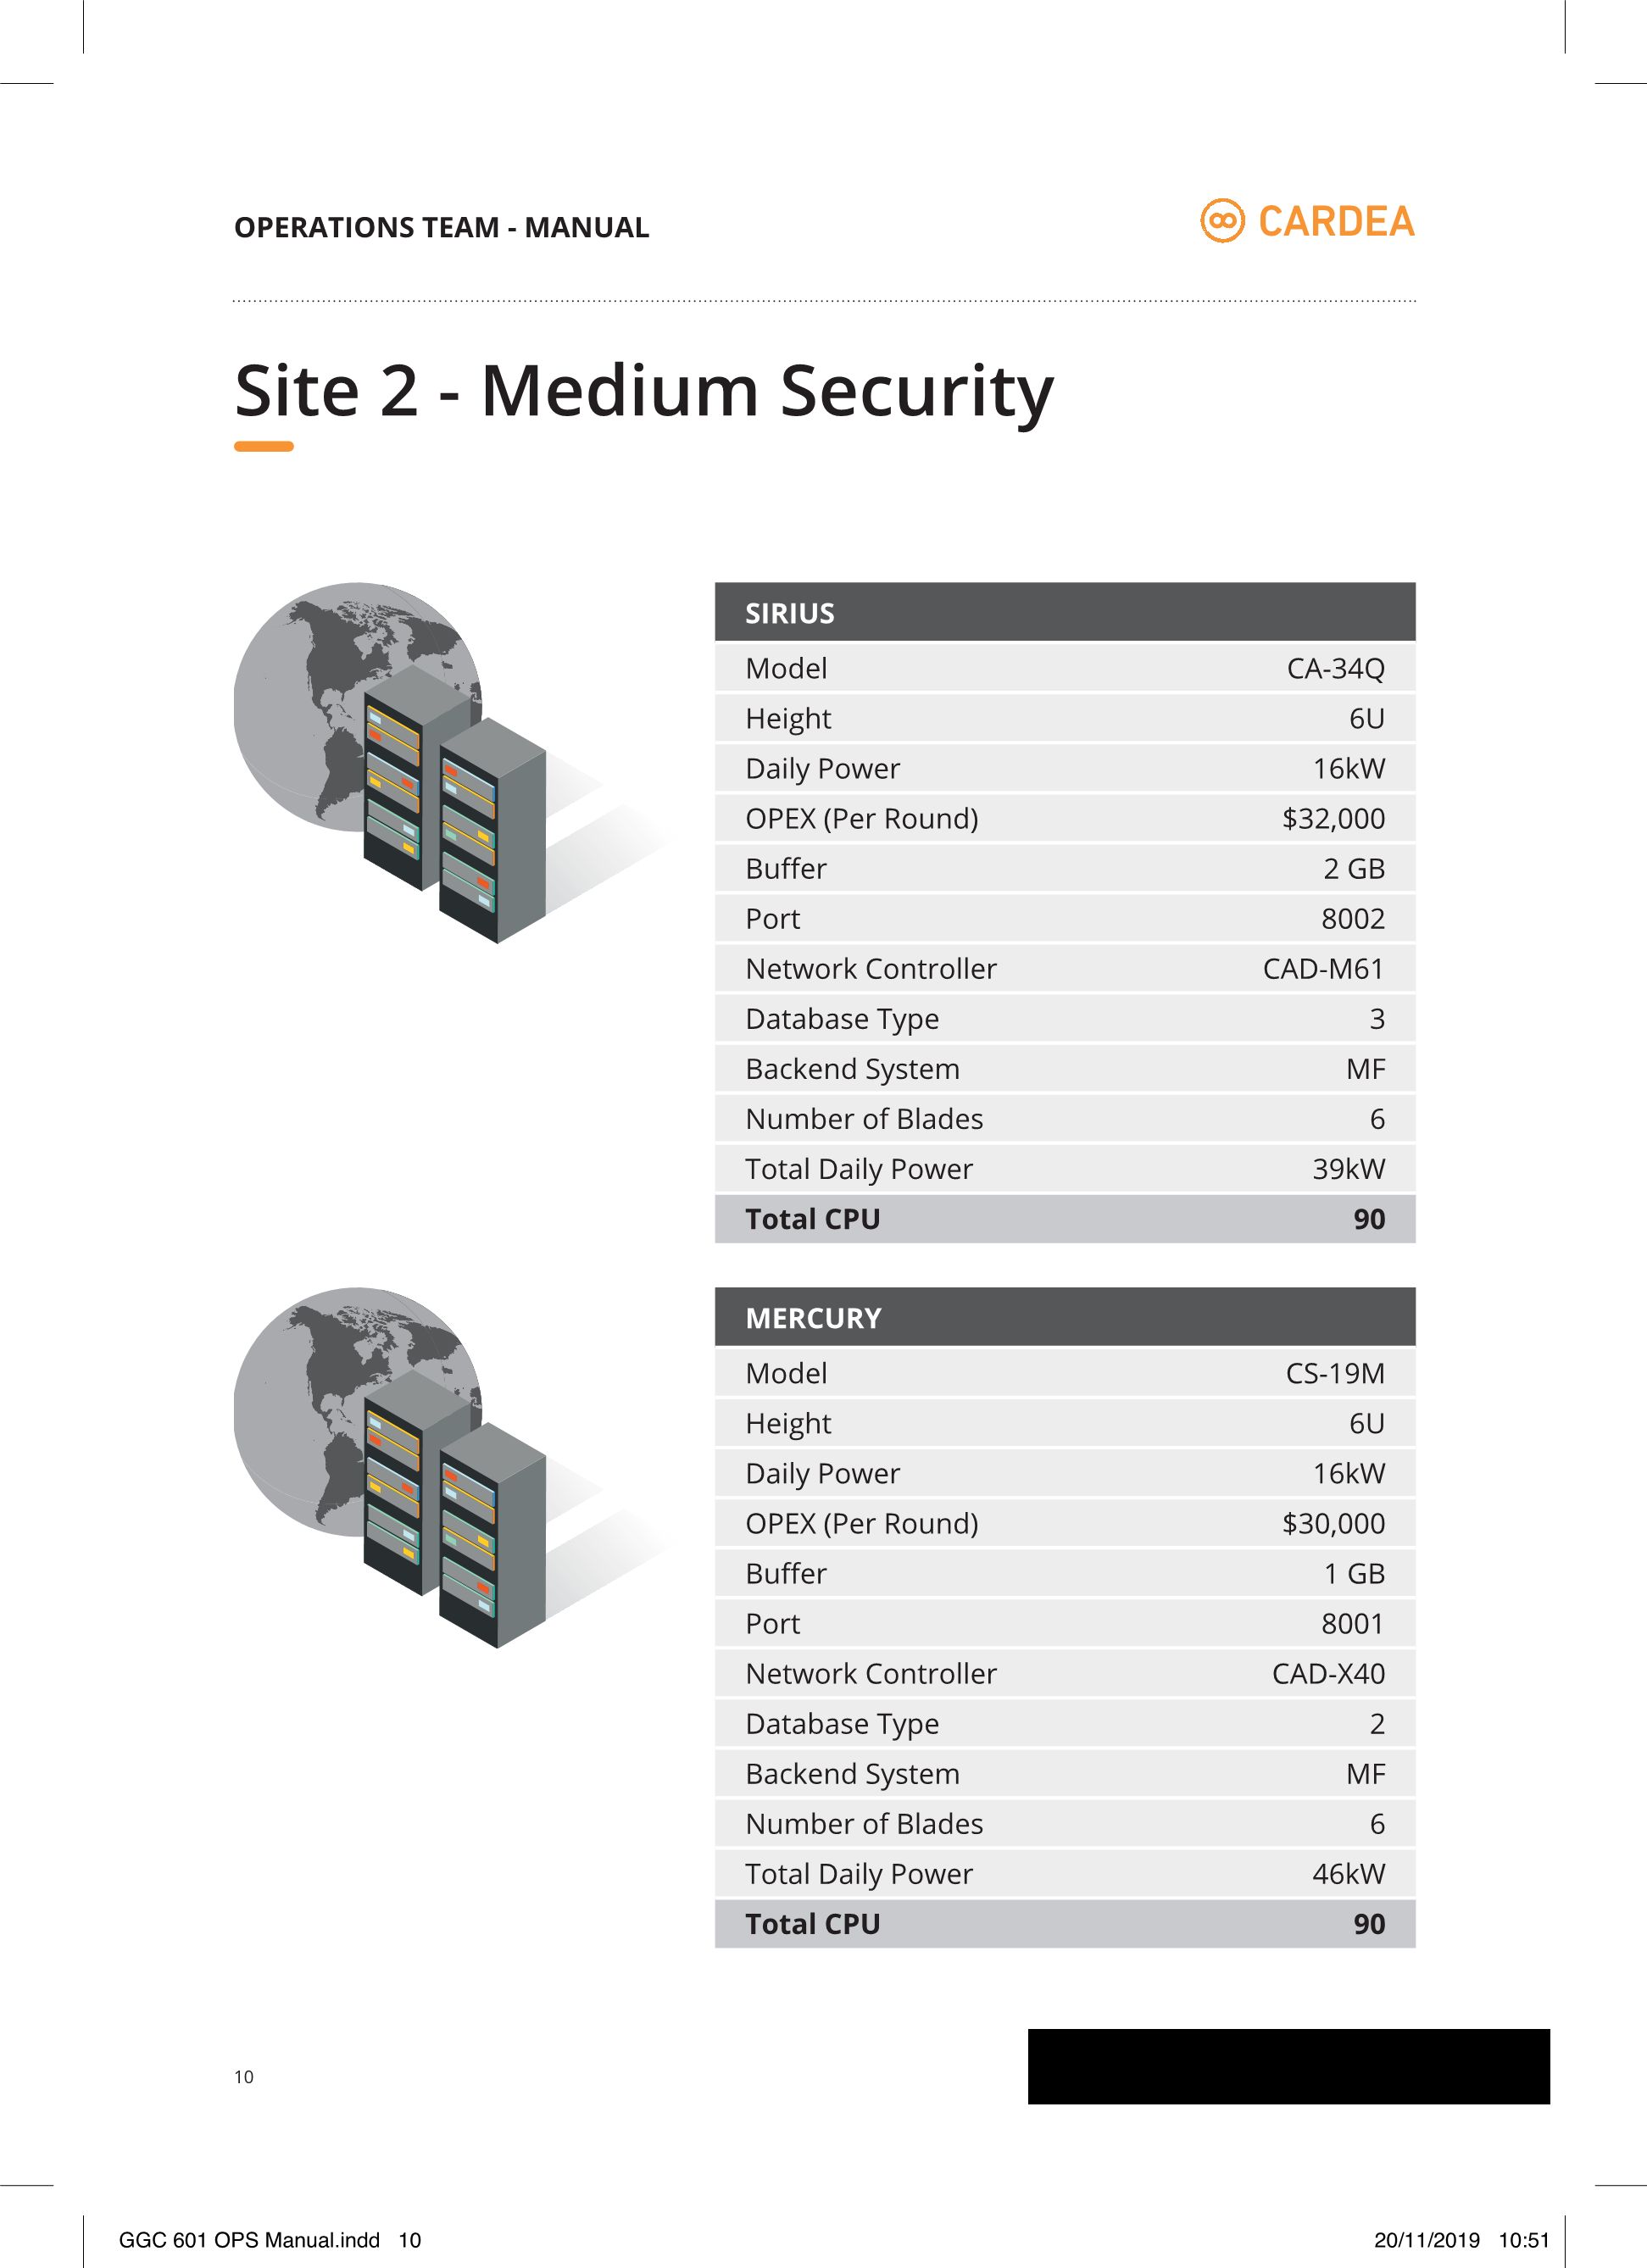 OPERATIONS TEAM - MANUAL
CARDEA
Site 2 - Medium Security
SIRIUS
Model CA-34Q
Height 6U
Daily Power 16kW
OPEX (Per Round) $32,000
Buffer 2 GB
Port 8002
Network Controller CAD-M61
Database Type 3
Backend System MF
Number of Blades 6
Total Daily Power 39kW
Total CPU 90
MERCURY
Model CS-19M
Height 6U
Daily Power 16kW
OPEX (Per Round) $30,000
Buffer 1 GB
Port 8001
Network Controller CAD-X40
Database Type 2
Backend System MF
Number of Blades 6
Total Daily Power 46kW
Total CPU 90
10
GGC 601 OPS Manual.indd 10 20/11/2019 10:51